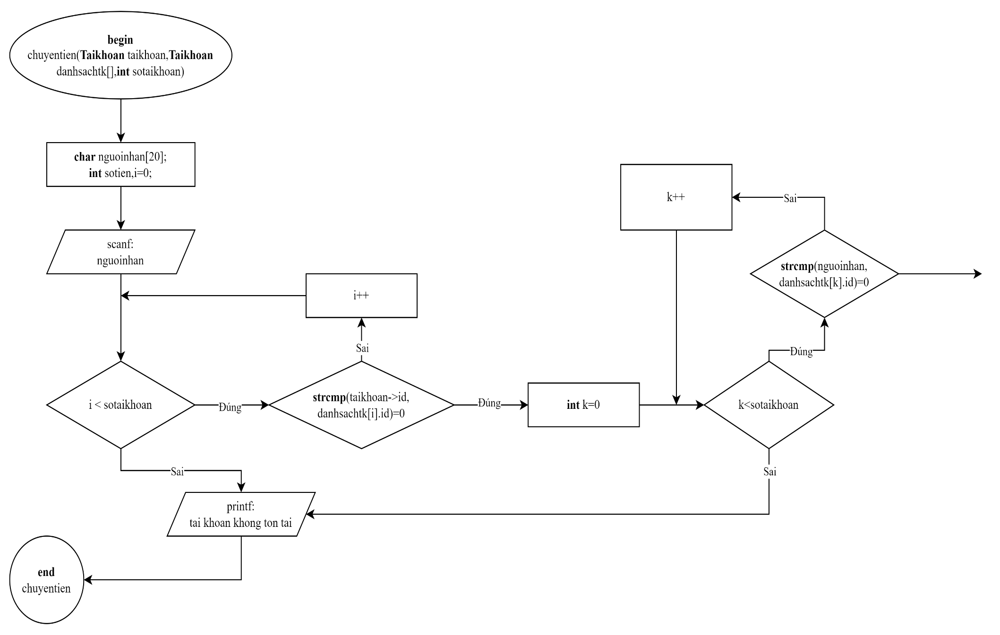 begin
chuyentien(Taikhoan taikhoan,Taikhoan
danhsachtk[],int sotaikhoan)
char nguoinhan[20];
int sotien,i=0;
scanf:
nguoinhan
i++
Sai
i < sotaikhoan
Đúng
strcmp(taikhoan->id,
danhsachtk[i].id)=0
Đúng
int k=0
k<sotaikhoan
k++
Sai
strcmp(nguoinhan,
danhsachtk[k].id)=0
Đúng
Sai
Sai
printf:
tai khoan khong ton tai
end
chuyentien